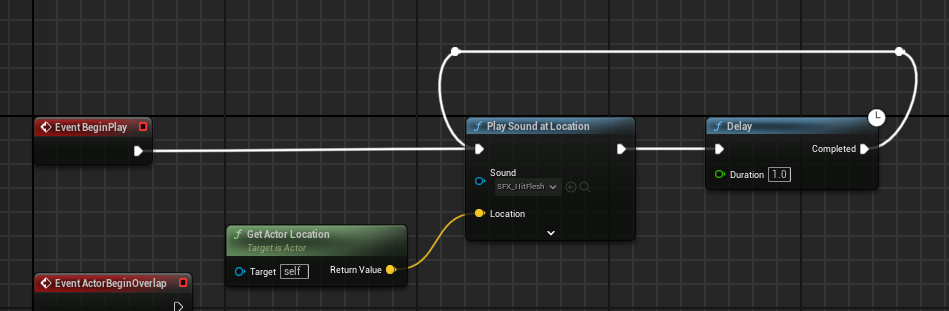 Event BeginPlay
f Play Sound at Location
f Delay
Completed
Sound
SFX_HitFlesh
Duration 1.0
Location
f Get Actor Location
Target is Actor
Target self Return Value
Event ActorBeginOverlap